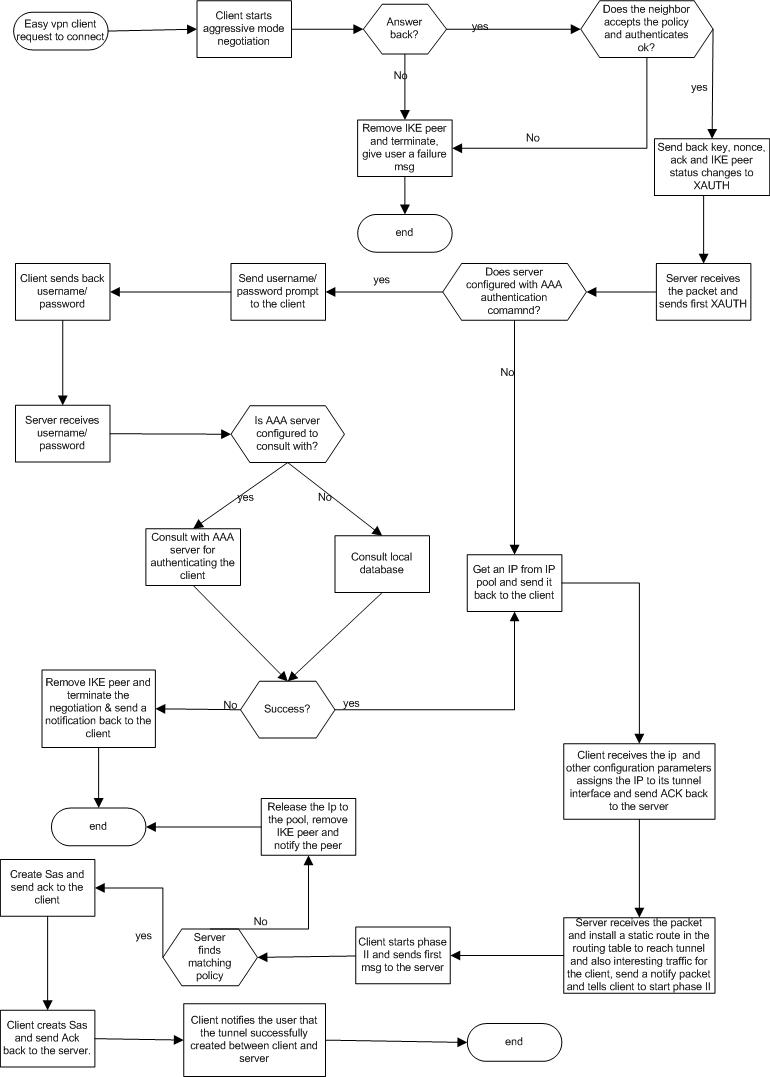 Easy vpn client
request to connect
Client starts
aggressive mode
negotiation
Answer
back?
yes
Does the neighbor
accepts the policy
and authenticates
ok?
No
yes
Remove IKE peer
and terminate,
give user a failure
msg
No
Send back key, nonce,
ack and IKE peer
status changes to
XAUTH
end
Client sends back
username/
password
Send username/
password prompt
to the client
yes
Does server
configured with AAA
authentication
comamnd?
Server receives
the packet and
sends first XAUTH
No
Server receives
username/
password
Is AAA server
configured to
consult with?
yes
No
Consult with AAA
server for
authenticating the
client
Consult local
database
Get an IP from IP
pool and send it
back to the client
Remove IKE peer and
terminate the
negotiation & send a
notification back to the
client
No
Success?
yes
Client receives the ip and
other configuration parameters
assigns the IP to its tunnel
interface and send ACK back
to the server
end
Release the Ip to
the pool, remove
IKE peer and
notify the peer
Create Sas and
send ack to the
client
yes
No
Server
finds
matching
policy
Client starts phase
II and sends first
msg to the server
Server receives the packet
and install a static route in the
routing table to reach tunnel
and also interesting traffic for
the client, send a notify packet
and tells client to start phase II
Client creats Sas
and send Ack
back to the server.
Client notifies the user that
the tunnel successfully
created between client and
server
end